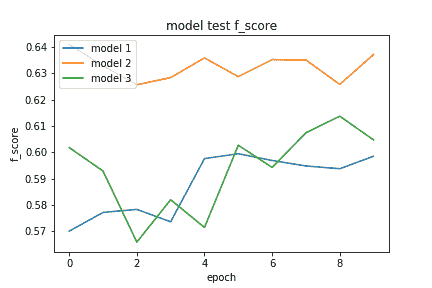 model test f_score
model 1
model 2
model 3
f_score
0.64
0.63
0.62
0.61
0.60
0.59
0.58
0.57
0
2
4
6
8
epoch